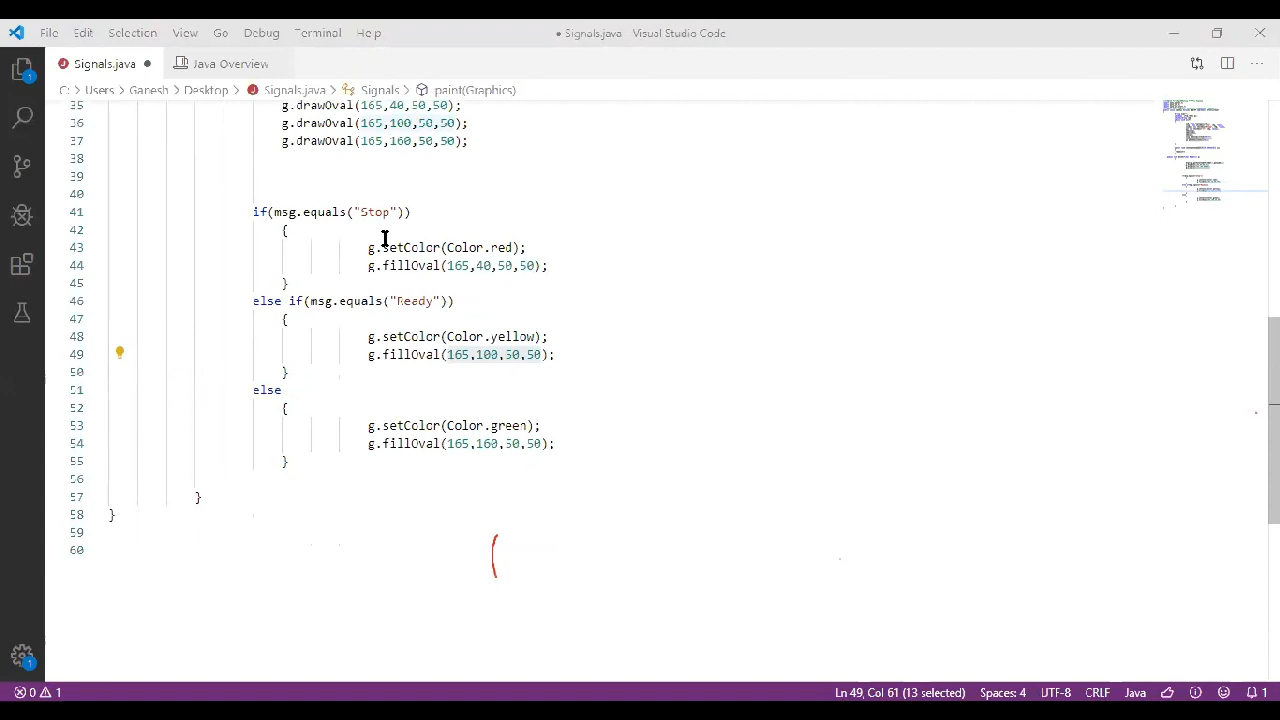 File Edit Selection View Go Debug Terminal Help ● Signals.java - Visual Studio Code
Signals.java ● Java Overview
C: > Users > Ganesh > Desktop > Signals.java > Signals > paint(Graphics)
35 g.drawOval(165,40,50,50);
36 g.drawOval(165,100,50,50);
37 g.drawOval(165,160,50,50);
38
39
40
41 if(msg.equals("Stop"))
42 {
43 g.setColor(Color.red);
44 g.fillOval(165,40,50,50);
45 }
46 else if(msg.equals("Ready"))
47 {
48 g.setColor(Color.yellow);
49 g.fillOval(165,100,50,50);
50 }
51 else
52 {
53 g.setColor(Color.green);
54 g.fillOval(165,160,50,50);
55 }
56
57 }
58 }
59
60
(
1
0 1 Ln 49, Col 61 (13 selected) Spaces: 4 UTF-8 CRLF Java 1